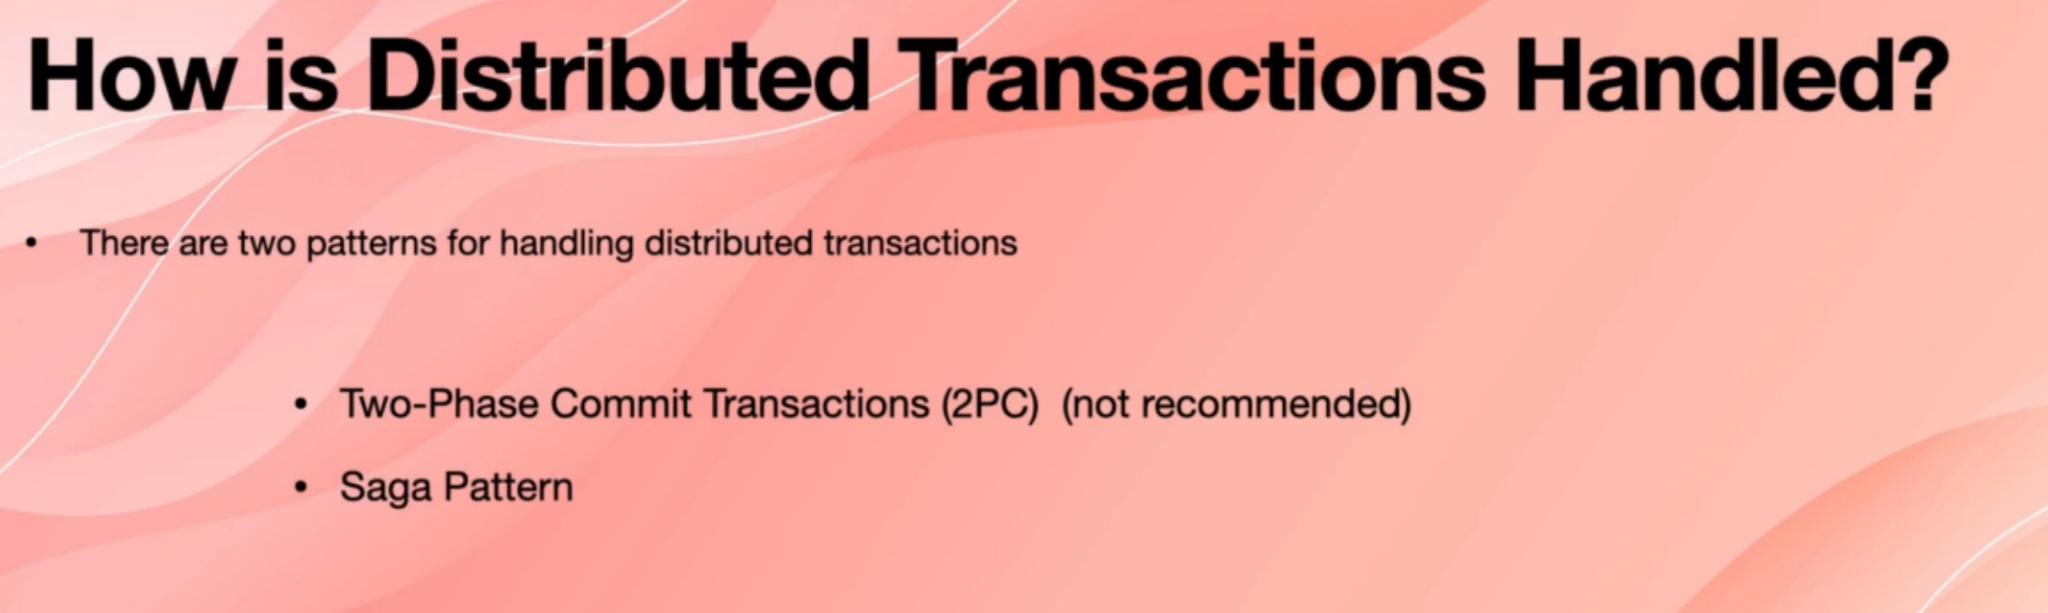 How is Distributed Transactions Handled?
• There are two patterns for handling distributed transactions
• Two-Phase Commit Transactions (2PC)  (not recommended)
• Saga Pattern